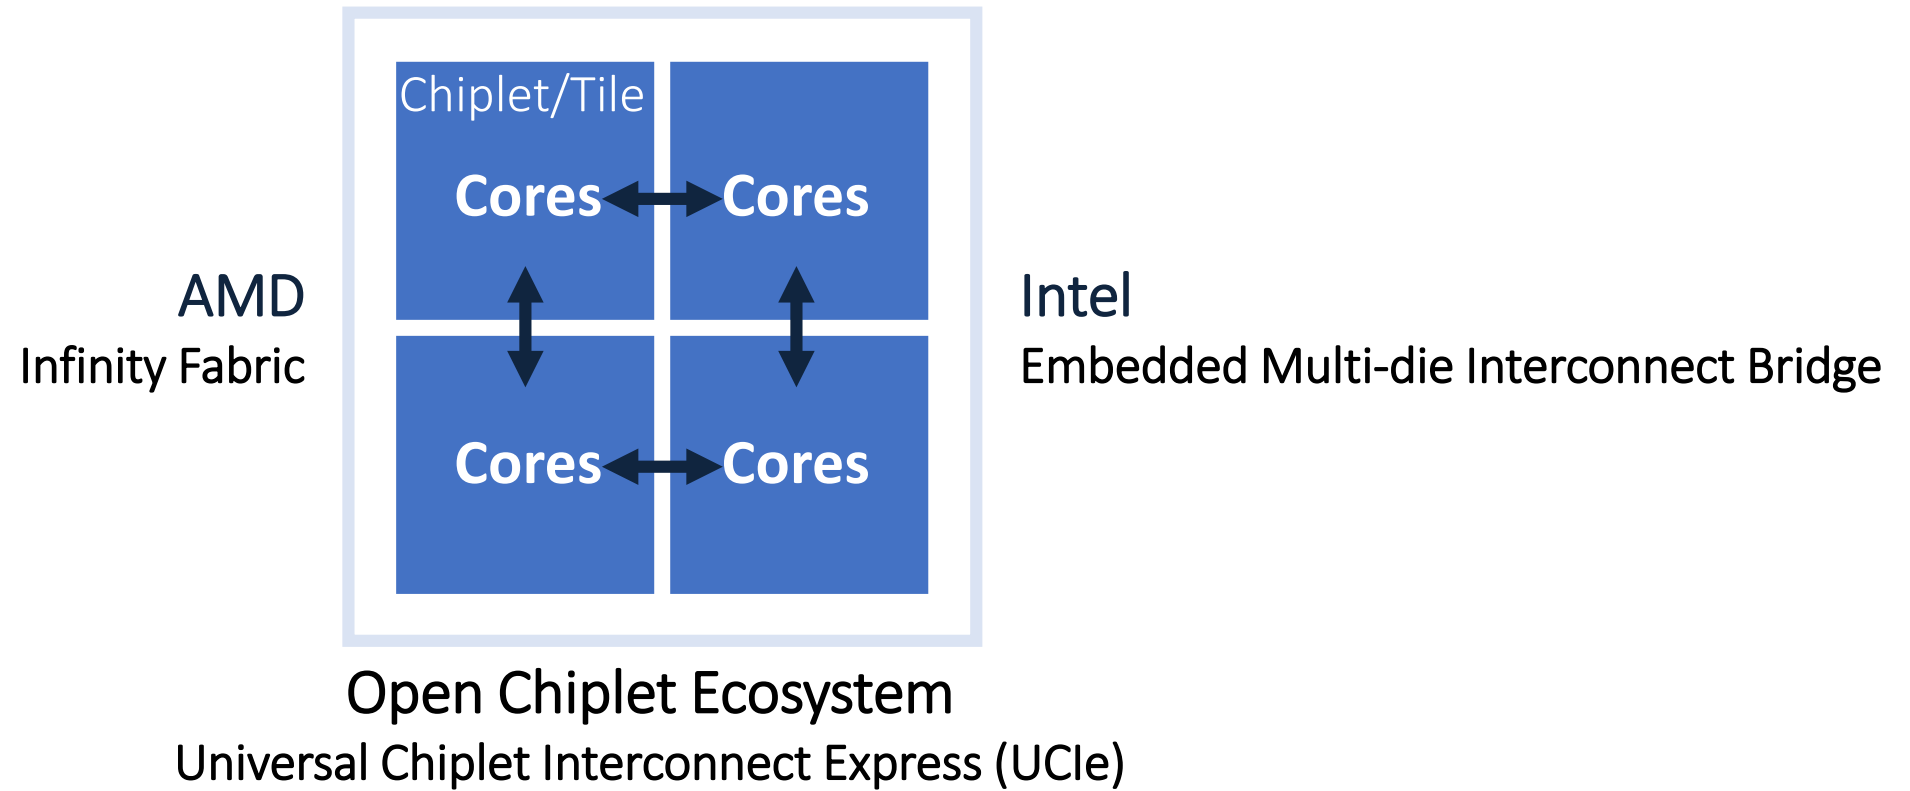 Chiplet/Tile
Cores
Cores
AMD
Infinity Fabric
Intel
Embedded Multi-die Interconnect Bridge
Cores
Cores
Open Chiplet Ecosystem
Universal Chiplet Interconnect Express (UCIe)